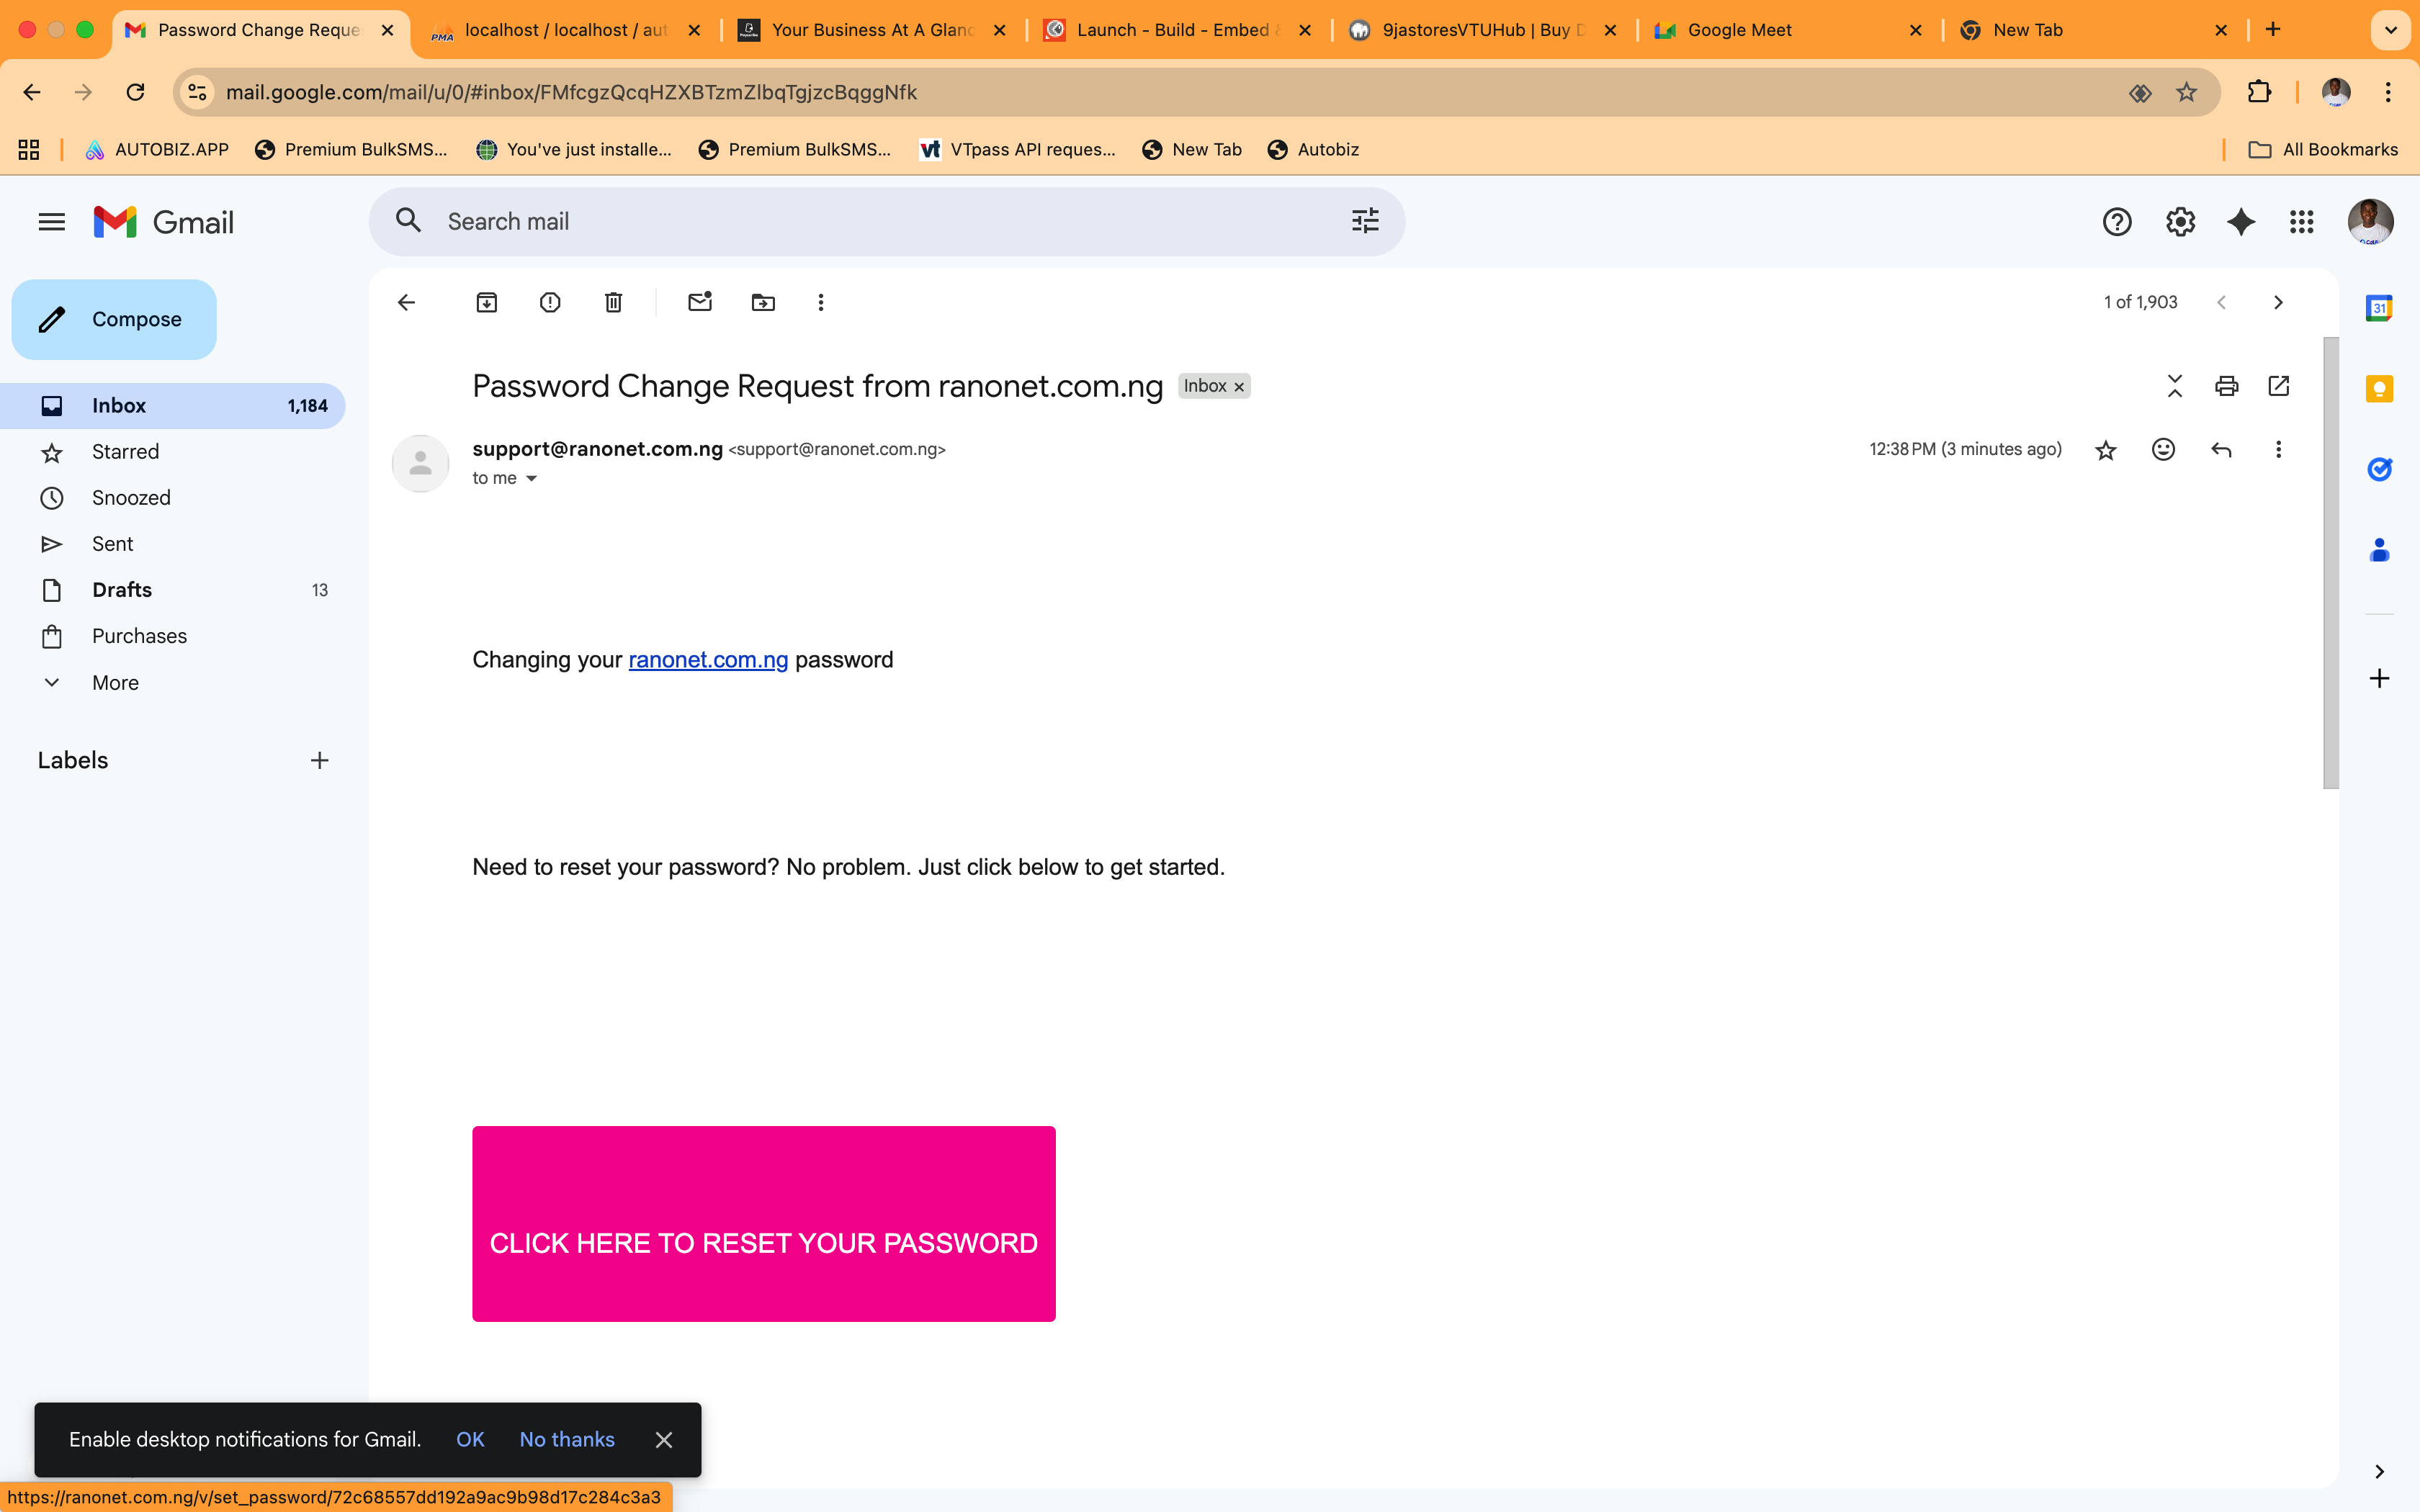 Password Change Reque
localhost / localhost / aut
Your Business At A Glanc
Launch - Build - Embed &
9jastoresVTUHub | Buy D
Google Meet
New Tab
mail.google.com/mail/u/0/#inbox/FMfcgzQcqHZXBTzmZlbqTgjzcBqggNfk
AUTOBIZ.APP
Premium BulkSMS...
You've just installe...
Premium BulkSMS...
VTpass API reques...
New Tab
Autobiz
All Bookmarks
Gmail
Search mail
Compose
1 of 1,903
Inbox 1,184
Starred
Snoozed
Sent
Drafts 13
Purchases
More
Labels
Password Change Request from ranonet.com.ng Inbox x
support@ranonet.com.ng <support@ranonet.com.ng>
12:38 PM (3 minutes ago)
to me
31
Changing your ranonet.com.ng password
Need to reset your password? No problem. Just click below to get started.
CLICK HERE TO RESET YOUR PASSWORD
Enable desktop notifications for Gmail. OK No thanks
https://ranonet.com.ng/v/set_password/72c68557dd192a9ac9b98d17c284c3a3